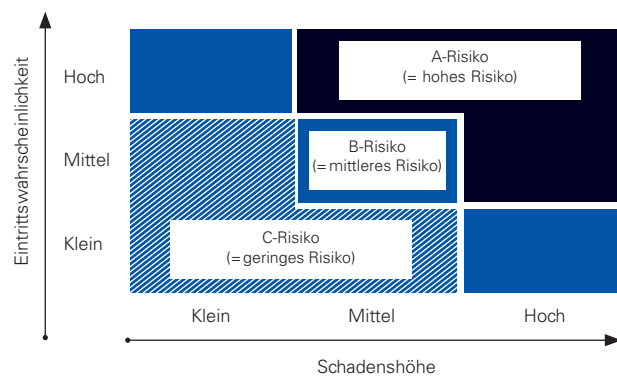 Eintrittswahrscheinlichkeit
Hoch
A-Risiko
(= hohes Risiko)
Mittel
B-Risiko
(=mittleres Risiko)
Klein
C-Risiko
(=geringes Risiko)
Klein
Mittel
Hoch
Schadenshöhe